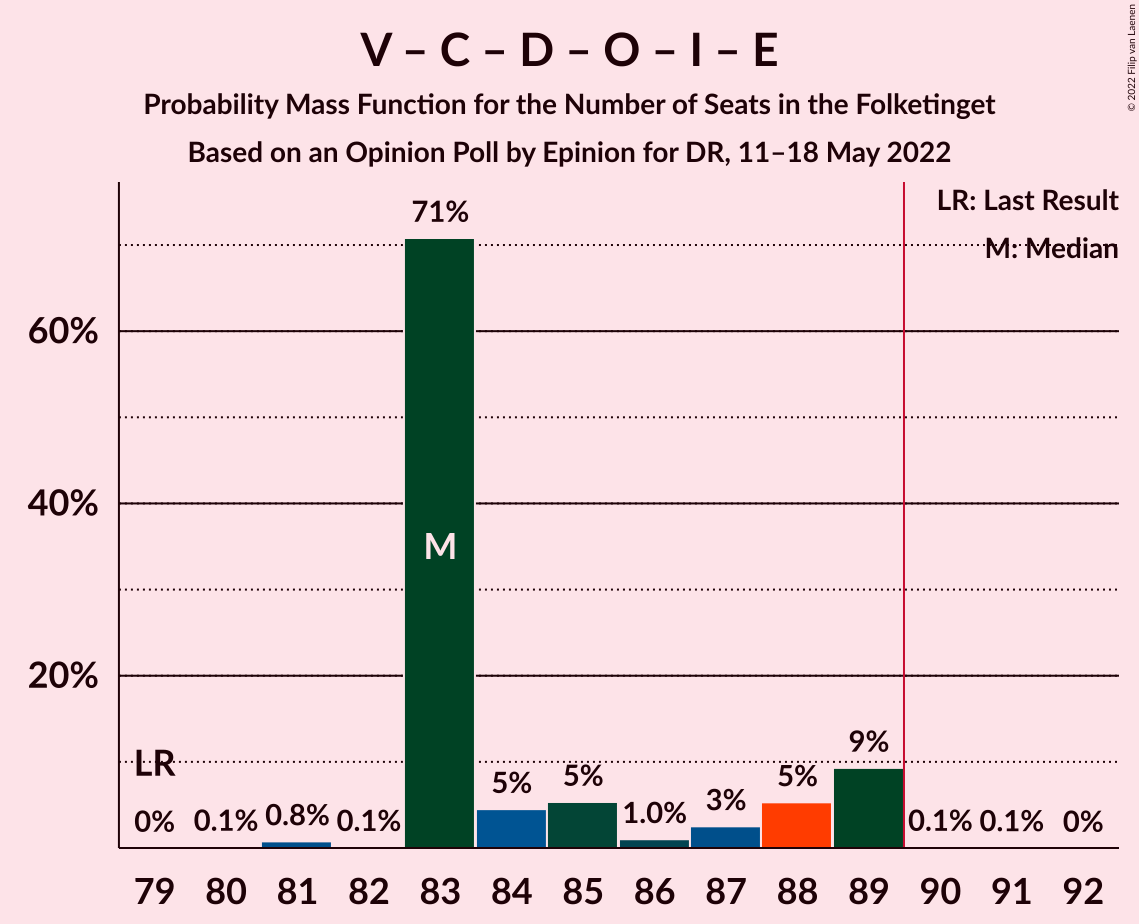 V – C – D – O – I – E
Probability Mass Function for the Number of Seats in the Folketinget
Based on an Opinion Poll by Epinion for DR, 11–18 May 2022
© 2022 Filip van Laenen
LR: Last Result
M: Median
71%
60%
40%
M
20%
LR
0% 0.1% 0.8% 0.1% 5% 5% 1.0% 3% 5% 9% 0.1% 0.1% 0%
79 80 81 82 83 84 85 86 87 88 89 90 91 92